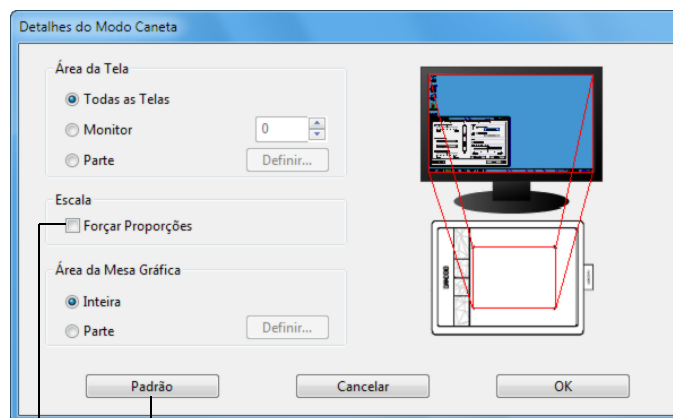 Detalhes do Modo Caneta
Área da Tela
Todas as Telas
Monitor
0
Parte
Definir...
Escala
Forçar Proporções
Área da Mesa Gráfica
Inteira
Parte
Definir...
Padrão
Cancelar
OK